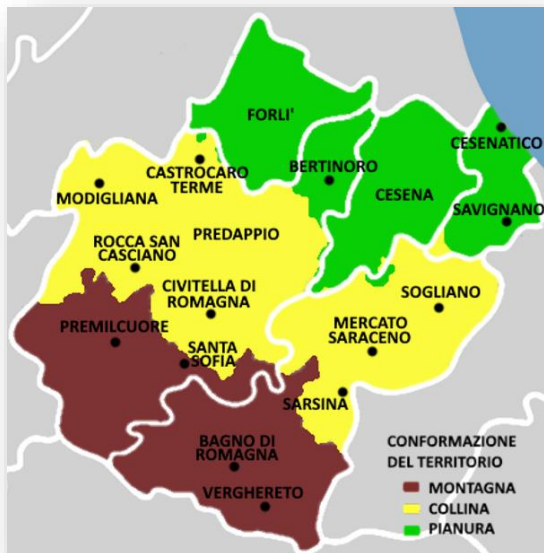 FORLI'
CESENATICO
BERTINORO
CASTROCARO
TERME
CESENA
MODIGLIANA
SAVIGNANO
PREDAPPIO
ROCCA SAN
CASCIANO
CIVITELLA DI
ROMAGNA
SOGLIANO
PREMILCUORE
MERCATO
SARACENO
SANTA
SOFIA
SARSINA
BAGNO DI
ROMAGNA
VERGHERETO
CONFORMAZIONE
DEL TERRITORIO
MONTAGNA
COLLINA
PIANURA